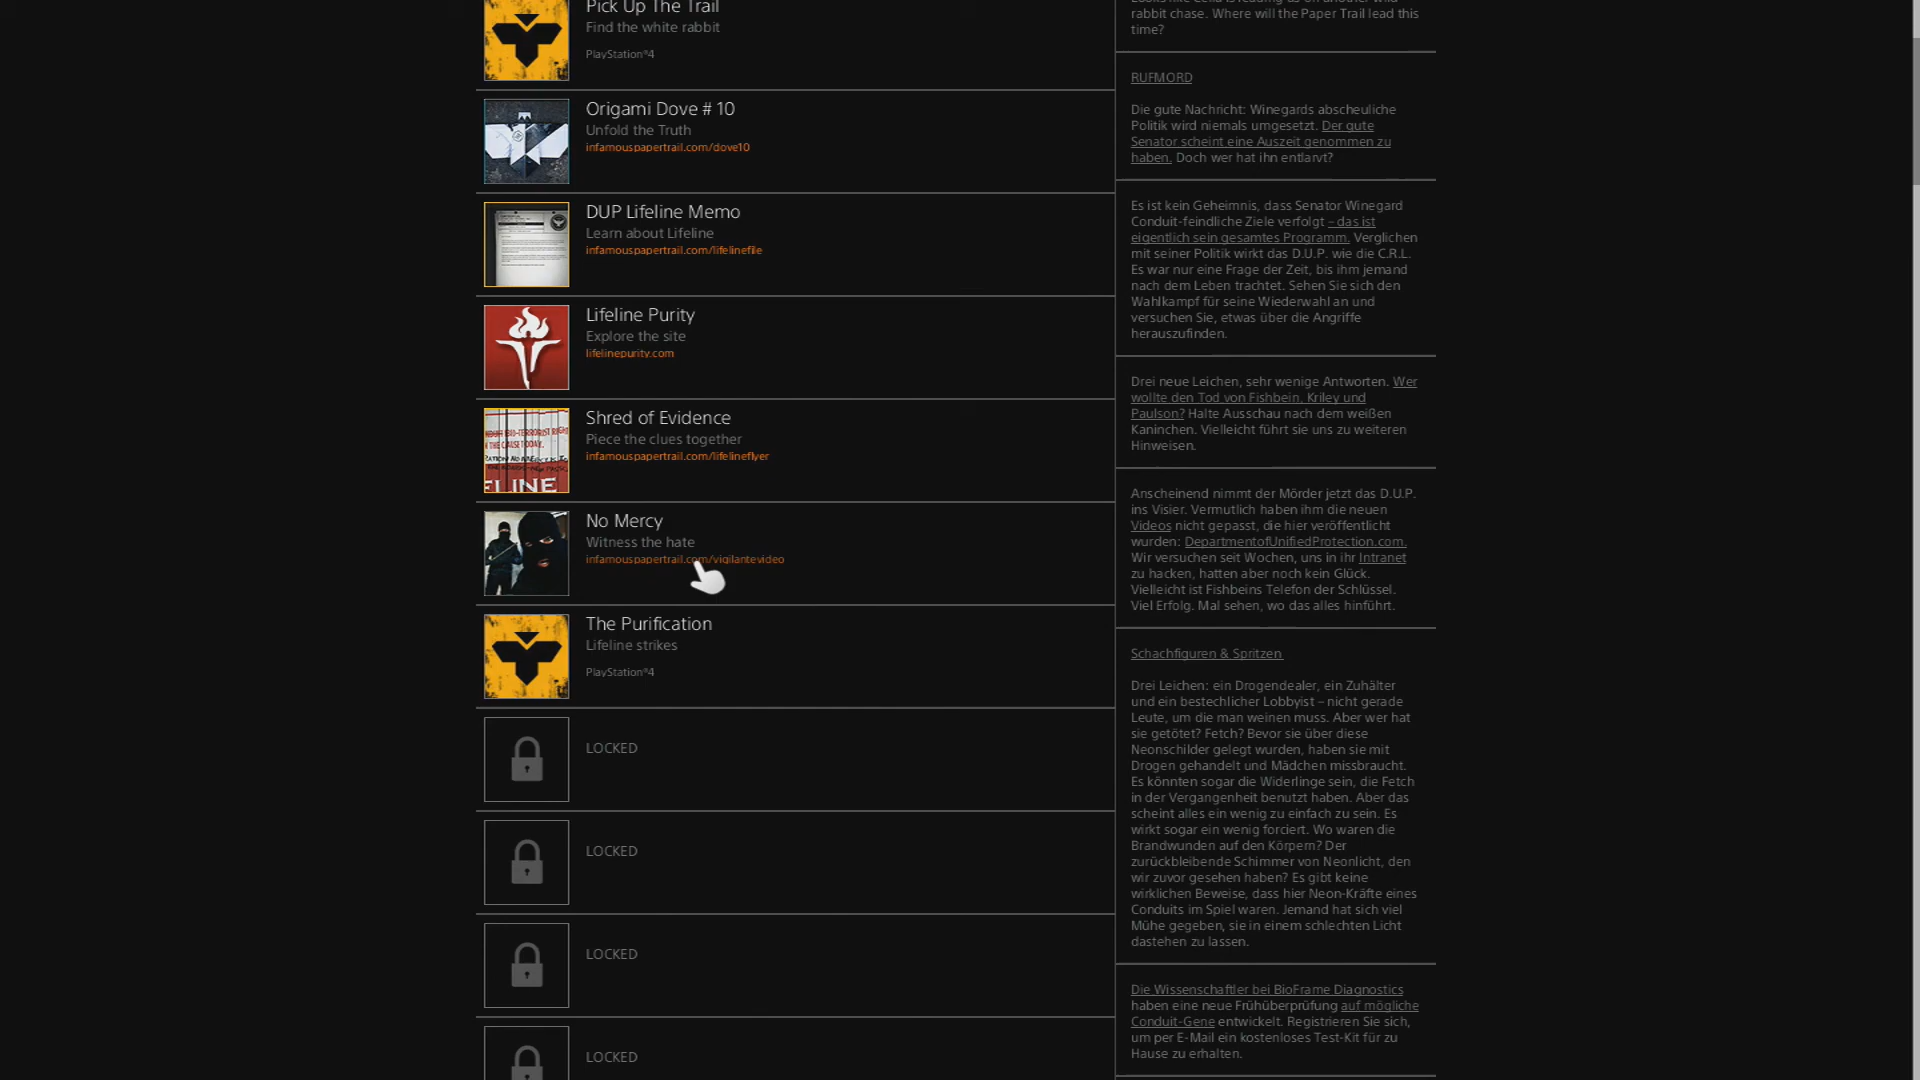 Pick Up The Trail
Find the white rabbit
PlayStation®4
Origami Dove # 10
Unfold the Truth
infamouspapertrail.com/dove10
DUP Lifeline Memo
Learn about Lifeline
infamouspapertrail.com/lifelinefile
Lifeline Purity
Explore the site
lifelinepurity.com
Shred of Evidence
Piece the clues together
infamouspapertrail.com/lifelineflyer
No Mercy
Witness the hate
infamouspapertrail.com/vigilantevideo
The Purification
Lifeline strikes
PlayStation®4
LOCKED
LOCKED
LOCKED
LOCKED
rabbit chase. Where will the Paper Trail lead this
time?
RUFMORD
Die gute Nachricht: Winegards abscheuliche
Politik wird niemals umgesetzt. Der gute
Senator scheint eine Auszeit genommen zu
haben. Doch wer hat ihn entlarvt?
Es ist kein Geheimnis, dass Senator Winegard
Conduit-feindliche Ziele verfolgt – das ist
eigentlich sein gesamtes Programm. Verglichen
mit seiner Politik wirkt das D.U.P. wie die C.R.L.
Es war nur eine Frage der Zeit, bis ihm jemand
nach dem Leben trachtet. Sehen Sie sich den
Wahlkampf für seine Wiederwahl an und
versuchen Sie, etwas über die Angriffe
herauszufinden.
Drei neue Leichen, sehr wenige Antworten. Wer
wollte den Tod von Fishbein, Kriley und
Paulson? Halte Ausschau nach dem weißen
Kaninchen. Vielleicht führt sie uns zu weiteren
Hinweisen.
Anscheinend nimmt der Mörder jetzt das D.U.P.
ins Visier. Vermutlich haben ihm die neuen
Videos nicht gepasst, die hier veröffentlicht
wurden: DepartmentofUnifiedProtection.com.
Wir versuchen seit Wochen, uns in ihr Intranet
zu hacken, hatten aber noch kein Glück.
Vielleicht ist Fishbeins Telefon der Schlüssel.
Viel Erfolg. Mal sehen, wo das alles hinführt.
Schachfiguren & Spritzen
Drei Leichen: ein Drogendealer, ein Zuhälter
und ein bestechlicher Lobbyist – nicht gerade
Leute, um die man weinen muss. Aber wer hat
sie getötet? Fetch? Bevor sie über diese
Neonschilder gelegt wurden, haben sie mit
Drogen gehandelt und Mädchen missbraucht.
Es könnten sogar die Widerlinge sein, die Fetch
in der Vergangenheit benutzt haben. Aber das
scheint alles ein wenig zu einfach zu sein. Es
wirkt sogar ein wenig forciert. Wo waren die
Brandwunden auf den Körpern? Der
zurückbleibende Schimmer von Neonlicht, den
wir zuvor gesehen haben? Es gibt keine
wirklichen Beweise, dass hier Neon-Kräfte eines
Conduits im Spiel waren. Jemand hat sich viel
Mühe gegeben, sie in einem schlechten Licht
dastehen zu lassen.
Die Wissenschaftler bei BioFrame Diagnostics
haben eine neue Frühüberprüfung auf mögliche
Conduit-Gene entwickelt. Registrieren Sie sich,
um per E-Mail ein kostenloses Test-Kit für zu
Hause zu erhalten.